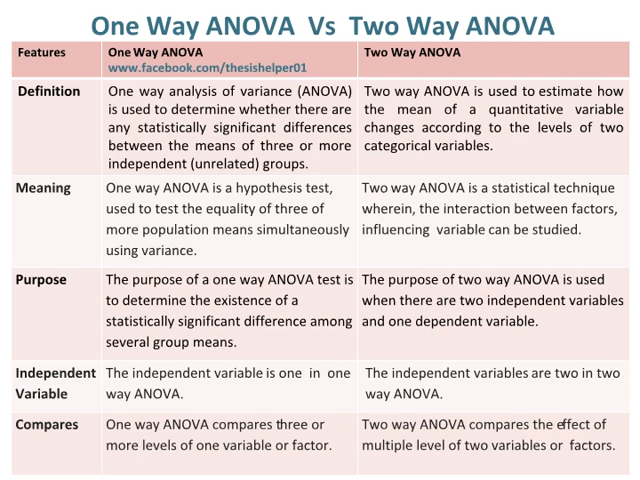 One Way ANOVA Vs Two Way ANOVA
Features
One Way ANOVA
www.facebook.com/thesishelper01
Two Way ANOVA
Definition
One way analysis of variance (ANOVA)
is used to determine whether there are
any statistically significant differences
between the means of three or more
independent (unrelated) groups.
Two way ANOVA is used to estimate how
the mean of a quantitative variable
changes according to the levels of two
categorical variables.
Meaning
One way ANOVA is a hypothesis test,
used to test the equality of three of
more population means simultaneously
using variance.
Two way ANOVA is a statistical technique
wherein, the interaction between factors,
influencing variable can be studied.
Purpose
The purpose of a one way ANOVA test is
to determine the existence of a
statistically significant difference among
several group means.
The purpose of two way ANOVA is used
when there are two independent variables
and one dependent variable.
Independent
Variable
The independent variable is one in one
way ANOVA.
The independent variables are two in two
way ANOVA.
Compares
One way ANOVA compares three or
more levels of one variable or factor.
Two way ANOVA compares the effect of
multiple level of two variables or factors.